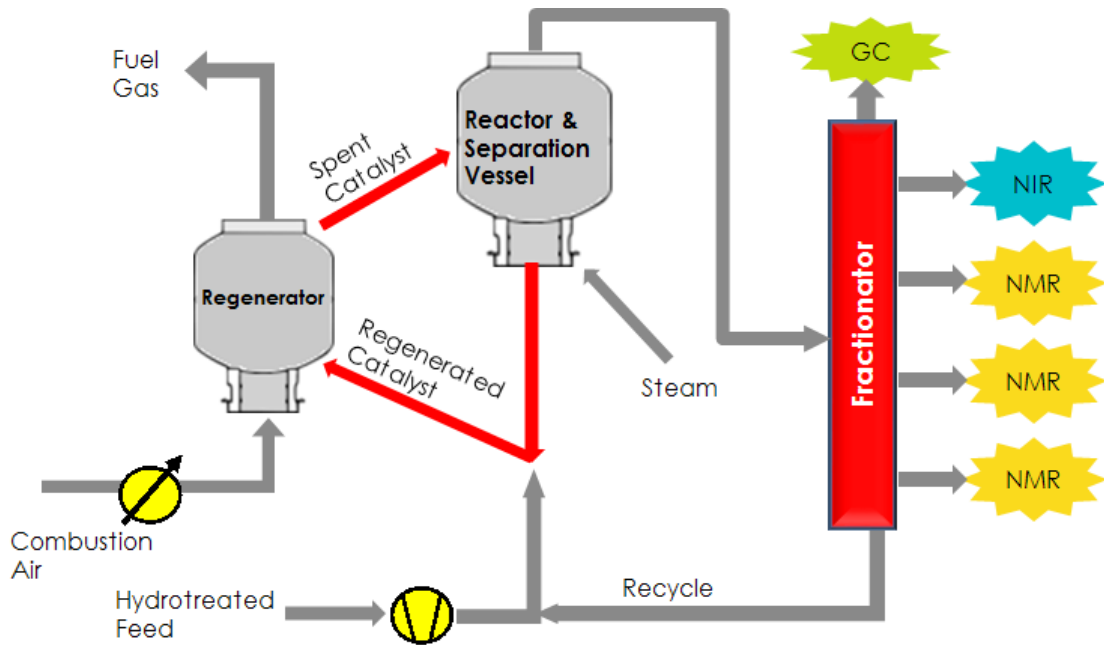 Fuel
Gas
Spent
Catalyst
Reactor &
Separation
Vessel
GC
NIR
NMR
NMR
NMR
Fractionator
Regenerator
Regenerated
Catalyst
Steam
Combustion
Air
Hydrotreated
Feed
Recycle